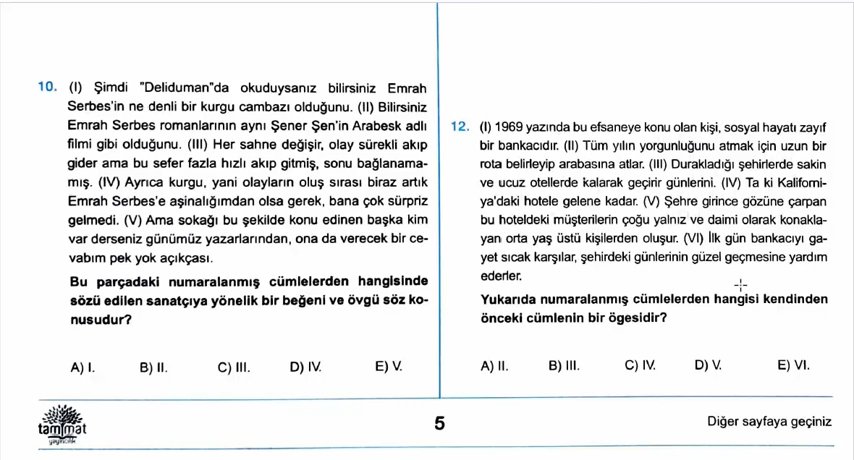 10. (I) Şimdi "Deliduman"da okuduysanız bilirsiniz Emrah
Serbes'in ne denli bir kurgu cambazı olduğunu. (II) Bilirsiniz
Emrah Serbes romanlarının aynı Şener Şen'in Arabesk adlı
filmi gibi olduğunu. (III) Her sahne değişir, olay sürekli akıp
gider ama bu sefer fazla hızlı akıp gitmiş, sonu bağlanama-
mış. (IV) Ayrıca kurgu, yani olayların oluş sırası biraz artık
Emrah Serbes'e aşinalığımdan olsa gerek, bana çok sürpriz
gelmedi. (V) Ama sokağı bu şekilde konu edinen başka kim
var derseniz günümüz yazarlarından, ona da verecek bir ce-
vabım pek yok açıkçası.
Bu parçadaki numaralanmış cümlelerden hangisinde
sözü edilen sanatçıya yönelik bir beğeni ve övgü söz ko-
nusudur?
A) I. B) II. C) III. D) IV. E) V.
12. (I) 1969 yazında bu efsaneye konu olan kişi, sosyal hayatı zayıf
bir bankacıdır. (II) Tüm yılın yorgunluğunu atmak için uzun bir
rota belirleyip arabasına atlar. (III) Durakladığı şehirlerde sakin
ve ucuz otellerde kalarak geçirir günlerini. (IV) Ta ki Kaliforni-
ya'daki hotele gelene kadar. (V) Şehre girince gözüne çarpan
bu hoteldeki müşterilerin çoğu yalnız ve daimi olarak konakla-
yan orta yaş üstü kişilerden oluşur. (VI) İlk gün bankacıyı ga-
yet sıcak karşılar, şehirdeki günlerinin güzel geçmesine yardım
ederler.
Yukarıda numaralanmış cümlelerden hangisi kendinden
önceki cümlenin bir ögesidir?
A) II. B) III. C) IV. D) V. E) VI.
tammat
yayıncılık
5
Diğer sayfaya geçiniz